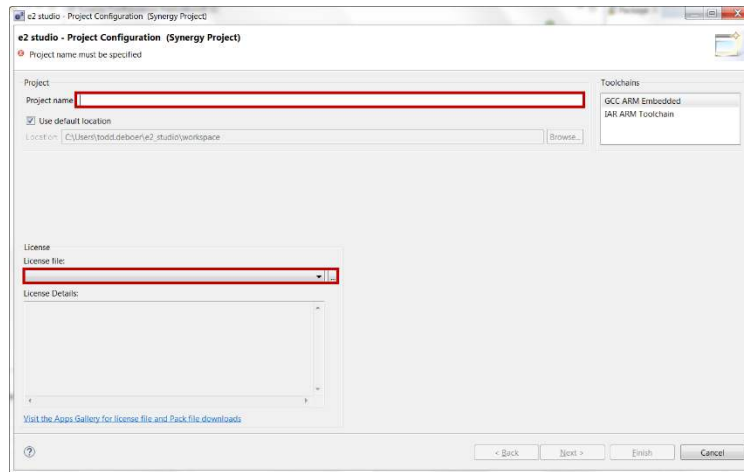 e2 studio - Project Configuration (Synergy Project)
e2 studio - Project Configuration (Synergy Project)
Project name must be specified
Project
Project name
Use default location
Location: C:\Users\todd.deboer\e2_studio\workspace
Browse...
Toolchains
GCC ARM Embedded
IAR ARM Toolchain
License
License file:
...
License Details:
Visit the Apps Gallery for license file and Pack file downloads
?
< Back
Next >
Finish
Cancel